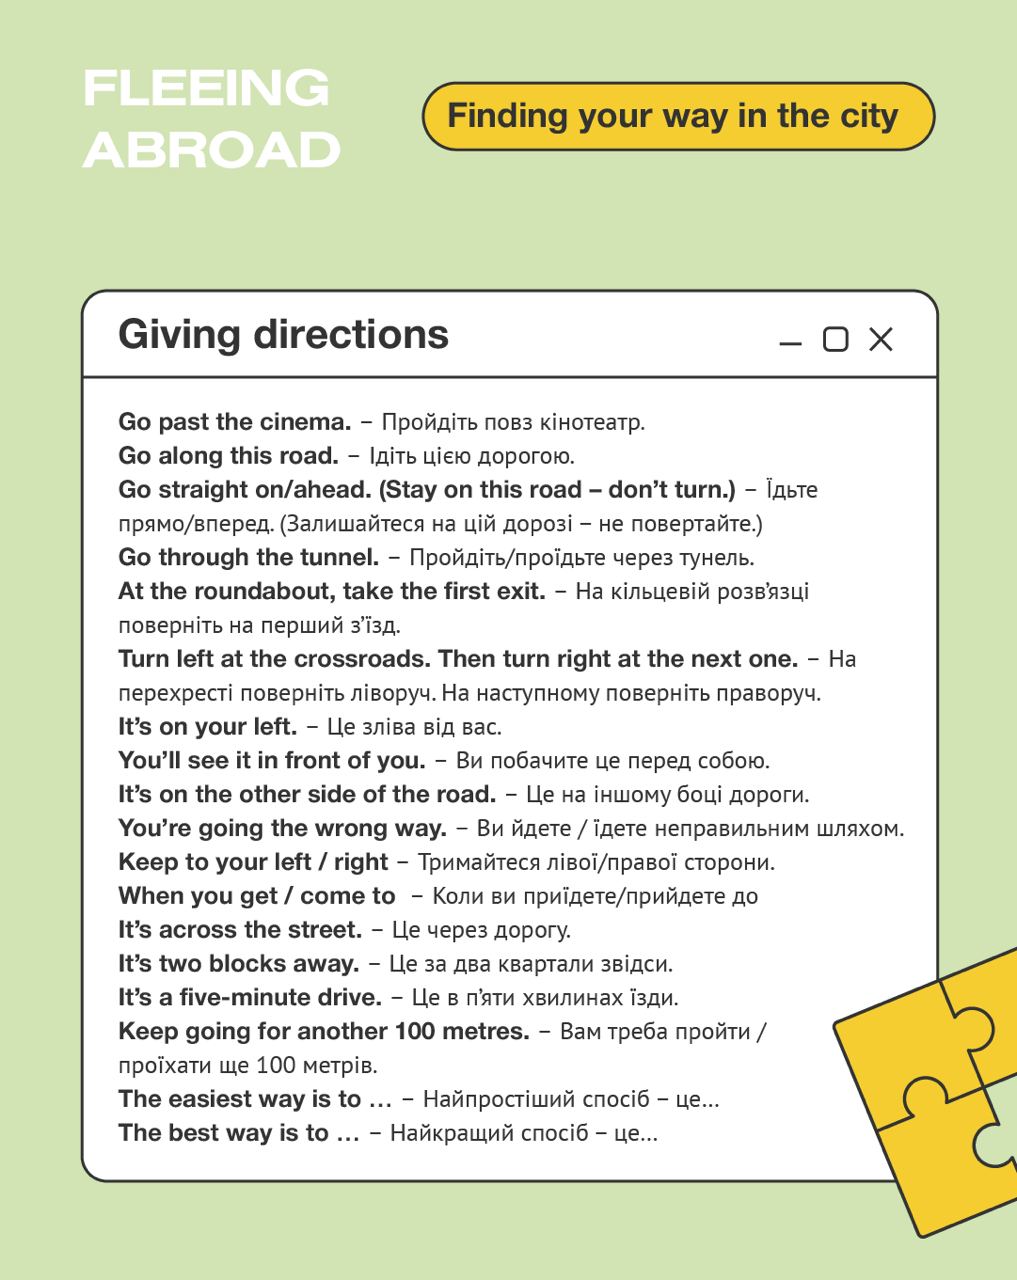 FLEEING
ABROAD
Finding your way in the city
Giving directions
Go past the cinema. – Пройдіть повз кінотеатр.
Go along this road. – Ідіть цією дорогою.
Go straight on/ahead. (Stay on this road – don’t turn.) – Їдьте
прямо/вперед. (Залишайтеся на цій дорозі – не повертайте.)
Go through the tunnel. – Пройдіть/проїдьте через тунель.
At the roundabout, take the first exit. – На кільцевій розв’язці
поверніть на перший з’їзд.
Turn left at the crossroads. Then turn right at the next one. – На
перехресті поверніть ліворуч. На наступному поверніть праворуч.
It’s on your left. – Це зліва від вас.
You’ll see it in front of you. – Ви побачите це перед собою.
It’s on the other side of the road. – Це на іншому боці дороги.
You’re going the wrong way. – Ви йдете / їдете неправильним шляхом.
Keep to your left / right – Тримайтеся лівої/правої сторони.
When you get / come to – Коли ви приїдете/прийдете до
It’s across the street. – Це через дорогу.
It’s two blocks away. – Це за два квартали звідси.
It’s a five-minute drive. – Це в п’яти хвилинах їзди.
Keep going for another 100 metres. – Вам треба пройти /
проїхати ще 100 метрів.
The easiest way is to … – Найпростіший спосіб – це...
The best way is to … – Найкращий спосіб – це...